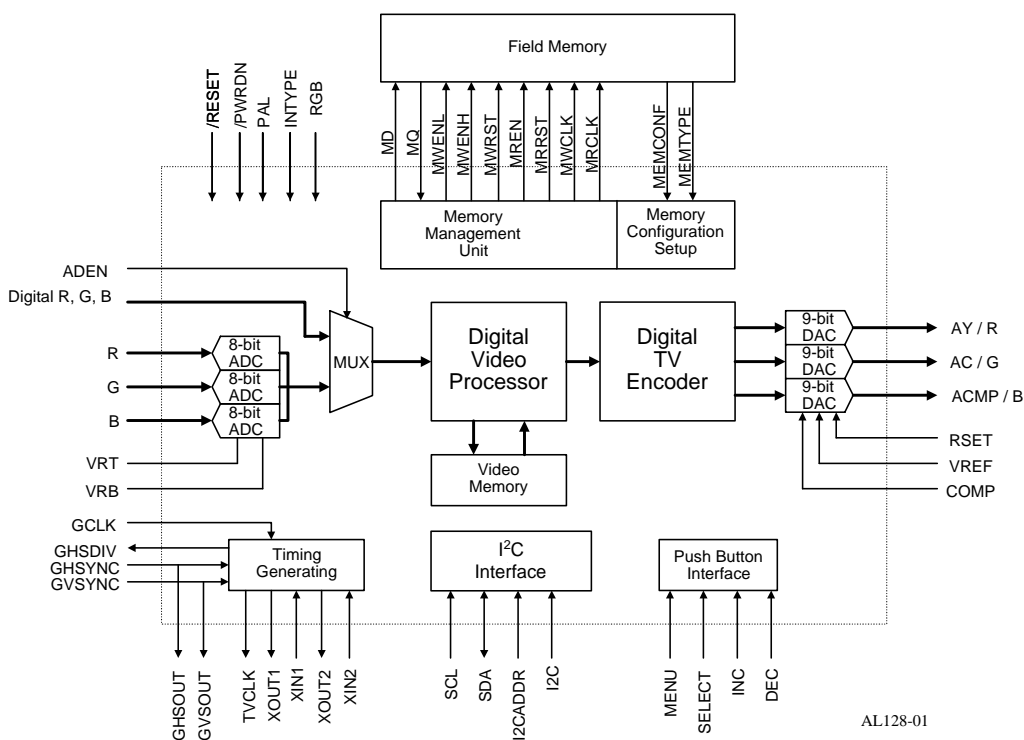 Field Memory
/RESET
/PWRDN
PAL
INTYPE
RGB
MD
MQ
MWENL
MWENH
MWRST
MREN
MRRST
MWCLK
MRCLK
MEMCONF
MEMTYPE
Memory
Management
Unit
Memory
Configuration
Setup
ADEN
Digital R, G, B
R
G
B
8-bit
ADC
8-bit
ADC
8-bit
ADC
MUX
Digital
Video
Processor
Digital
TV
Encoder
9-bit
DAC
9-bit
DAC
9-bit
DAC
AY / R
AC / G
ACMP / B
VRT
VRB
Video
Memory
RSET
VREF
COMP
GCLK
GHSDIV
GHSYNC
GVSYNC
Timing
Generating
I²C
Interface
Push Button
Interface
GHSOUT
GVSOUT
TVCLK
XOUT1
XIN1
XOUT2
XIN2
SCL
SDA
I2CADDR
I2C
MENU
SELECT
INC
DEC
AL128-01